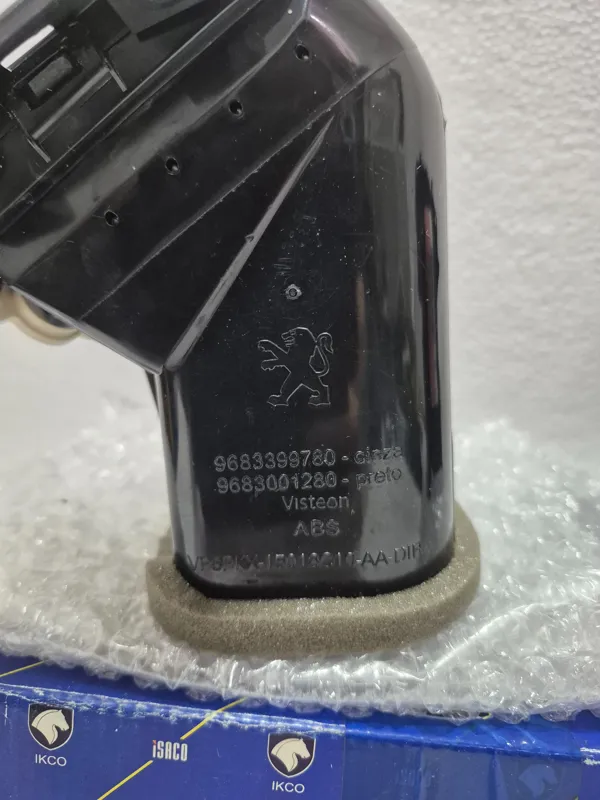 9683399780 - cinza
9683001280 - preto
Visteon
ABS
iSACO
IKCO
IKCO